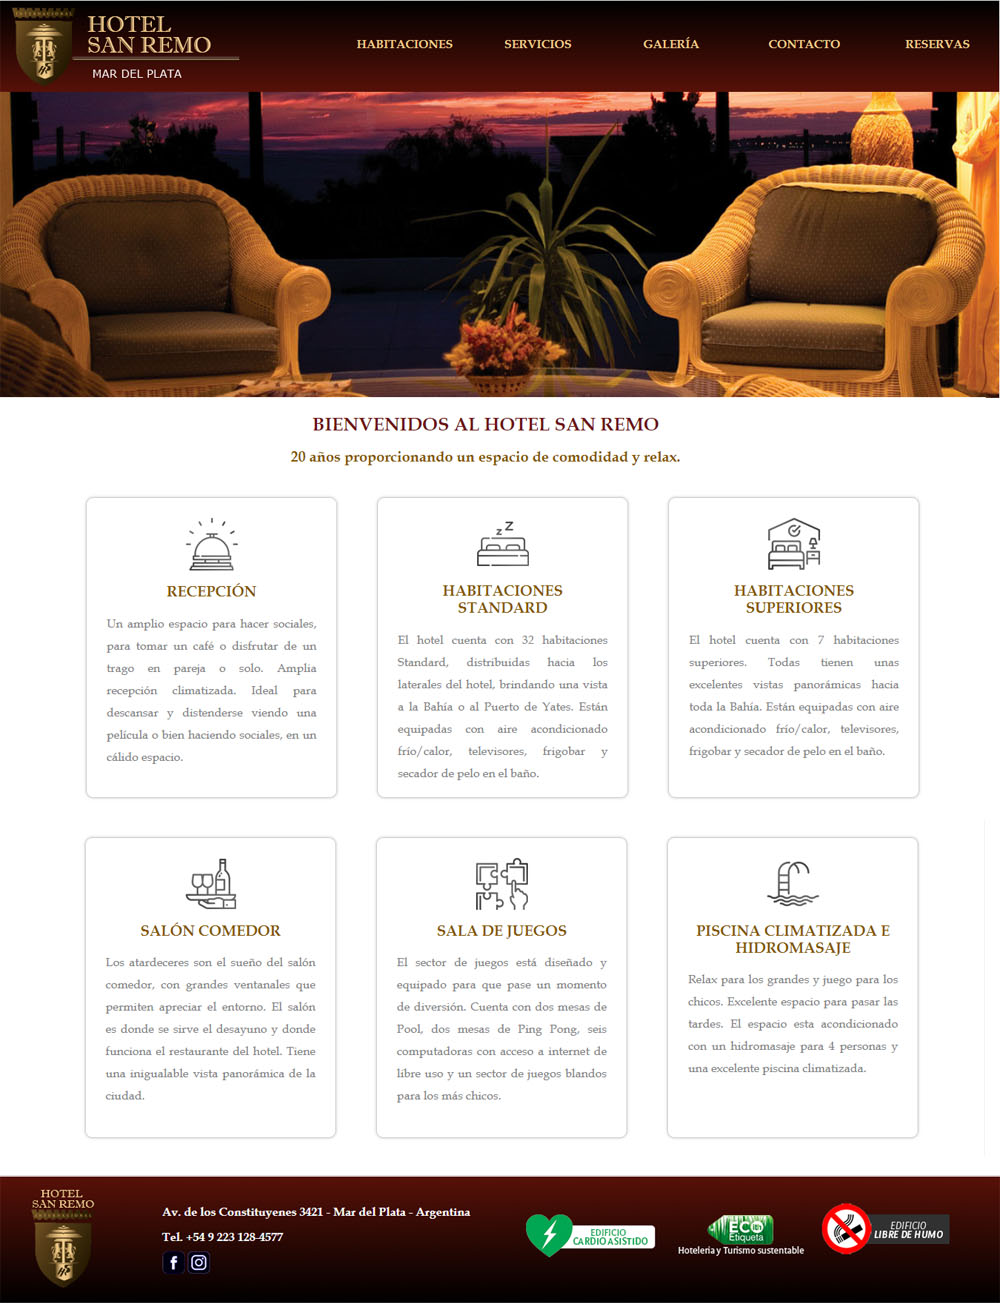 INTERNACIONAL
HOTEL
SAN REMO
MAR DEL PLATA
HABITACIONES
SERVICIOS
GALERÍA
CONTACTO
RESERVAS
BIENVENIDOS AL HOTEL SAN REMO
20 años proporcionando un espacio de comodidad y relax.
RECEPCIÓN
Un amplio espacio para hacer sociales,
para tomar un café o disfrutar de un
trago en pareja o solo. Amplia
recepción climatizada. Ideal para
descansar y distenderse viendo una
película o bien haciendo sociales, en un
cálido espacio.
z Z
HABITACIONES
STANDARD
El hotel cuenta con 32 habitaciones
Standard, distribuidas hacia los
laterales del hotel, brindando una vista
a la Bahía o al Puerto de Yates. Están
equipadas con aire acondicionado
frío/calor, televisores, frigobar y
secador de pelo en el baño.
HABITACIONES
SUPERIORES
El hotel cuenta con 7 habitaciones
superiores. Todas tienen unas
excelentes vistas panorámicas hacia
toda la Bahía. Están equipadas con aire
acondicionado frío/calor, televisores,
frigobar y secador de pelo en el baño.
SALÓN COMEDOR
Los atardeceres son el sueño del salón
comedor, con grandes ventanales que
permiten apreciar el entorno. El salón
es donde se sirve el desayuno y donde
funciona el restaurante del hotel. Tiene
una inigualable vista panorámica de la
ciudad.
SALA DE JUEGOS
El sector de juegos está diseñado y
equipado para que pase un momento
de diversión. Cuenta con dos mesas de
Pool, dos mesas de Ping Pong, seis
computadoras con acceso a internet de
libre uso y un sector de juegos blandos
para los más chicos.
PISCINA CLIMATIZADA E
HIDROMASAJE
Relax para los grandes y juego para los
chicos. Excelente espacio para pasar las
tardes. El espacio esta acondicionado
con un hidromasaje para 4 personas y
una excelente piscina climatizada.
HOTEL
SAN REMO
INTERNACIONAL
Av. de los Constituyenes 3421 - Mar del Plata - Argentina
Tel. +54 9 223 128-4577
EDIFICIO
CARDIOASISTIDO
ECO
Etiqueta
Hoteleria y Turismo sustentable
EDIFICIO
LIBRE DE HUMO